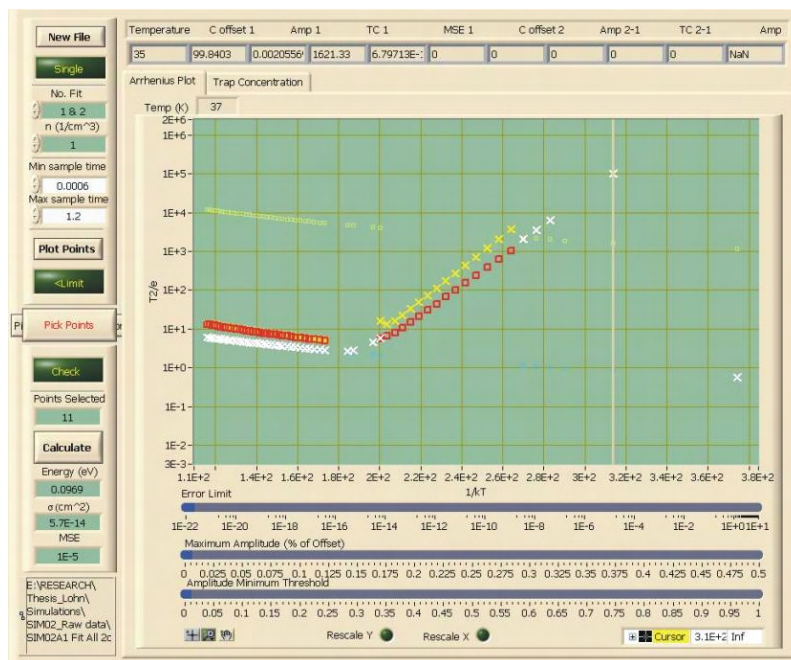 New File
Single
No. Fit
1 & 2
n (1/cm^3)
1
Min sample time
0.0006
Max sample time
1.2
Plot Points
<Limit
Pick Points
Check
Points Selected
11
Calculate
Energy (eV)
0.0969
σ(cm^2)
5.7E-14
MSE
1E-5
E:\RESEARCH\
Thesis_Lohn\
Simulations\
SIM02_Raw data\
SIM02A1 Fit All 2c
Temperature C offset 1 Amp 1 TC 1 MSE 1 C offset 2 Amp 2-1 TC 2-1 Amp
35 99.8403 0.0020556 1621.33 6.79713E- 0 0 0 0 NaN
Arrhenius Plot Trap Concentration
Temp (K) 37
2E+6
1E+6
1E+5
1E+4
1E+3
1E+2
1E+1
1E+0
1E-1
1E-2
3E-3
T2/e
1.1E+2 1.4E+2 1.6E+2 1.8E+2 2E+2 2.2E+2 2.4E+2 2.6E+2 2.8E+2 3E+2 3.2E+2 3.4E+2 3.6E+2 3.8E+2
1/kT
Error Limit
1E-22 1E-20 1E-18 1E-16 1E-14 1E-12 1E-10 1E-8 1E-6 1E-4 1E-2 1E+01E+1
Maximum Amplitude (% of Offset)
0 0.025 0.05 0.075 0.1 0.125 0.15 0.175 0.2 0.225 0.25 0.275 0.3 0.325 0.35 0.375 0.4 0.425 0.45 0.475 0.5
Amplitude Minimum Threshold
0 0.05 0.1 0.15 0.2 0.25 0.3 0.35 0.4 0.45 0.5 0.55 0.6 0.65 0.7 0.75 0.8 0.85 0.9 0.95 1
Rescale Y Rescale X Cursor 3.1E+2 Inf